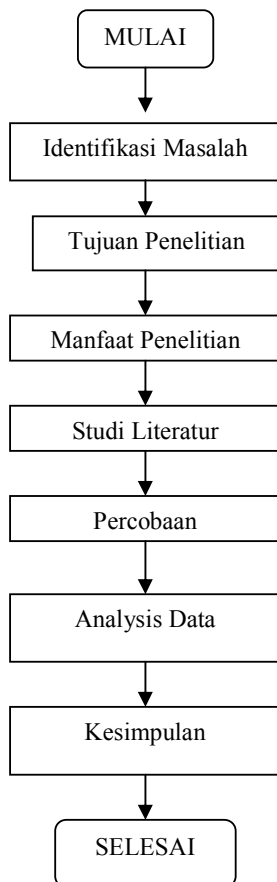 MULAI
Identifikasi Masalah
Tujuan Penelitian
Manfaat Penelitian
Studi Literatur
Percobaan
Analysis Data
Kesimpulan
SELESAI